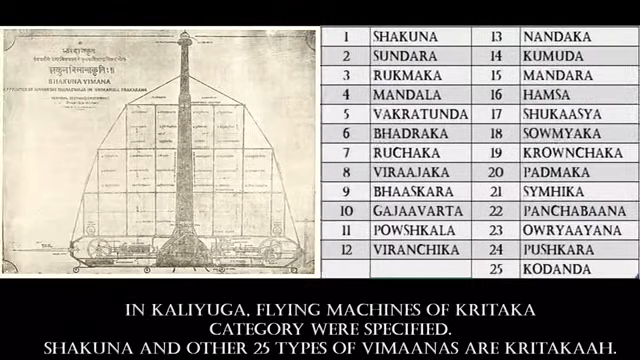 SHAKUNA VIMANA
1 SHAKUNA 13 NANDAKA
2 SUNDARA 14 KUMUDA
3 RUKMAKA 15 MANDARA
4 MANDALA 16 HAMSA
5 VAKRATUNDA 17 SHUKAASYA
6 BHADRAKA 18 SOWMYAKA
7 RUCHAKA 19 KROWNCHAKA
8 VIRAAJAKA 20 PADMAKA
9 BHAASKARA 21 SYMHIKA
10 GAJAAVARTA 22 PANCHABAANA
11 POWSHKALA 23 OWRYAAYANA
12 VIRANCHIKA 24 PUSHKARA
25 KODANDA
IN KALIYUGA, FLYING MACHINES OF KRITAKA
CATEGORY WERE SPECIFIED.
SHAKUNA AND OTHER 25 TYPES OF VIMAANAS ARE KRITAKAAH.